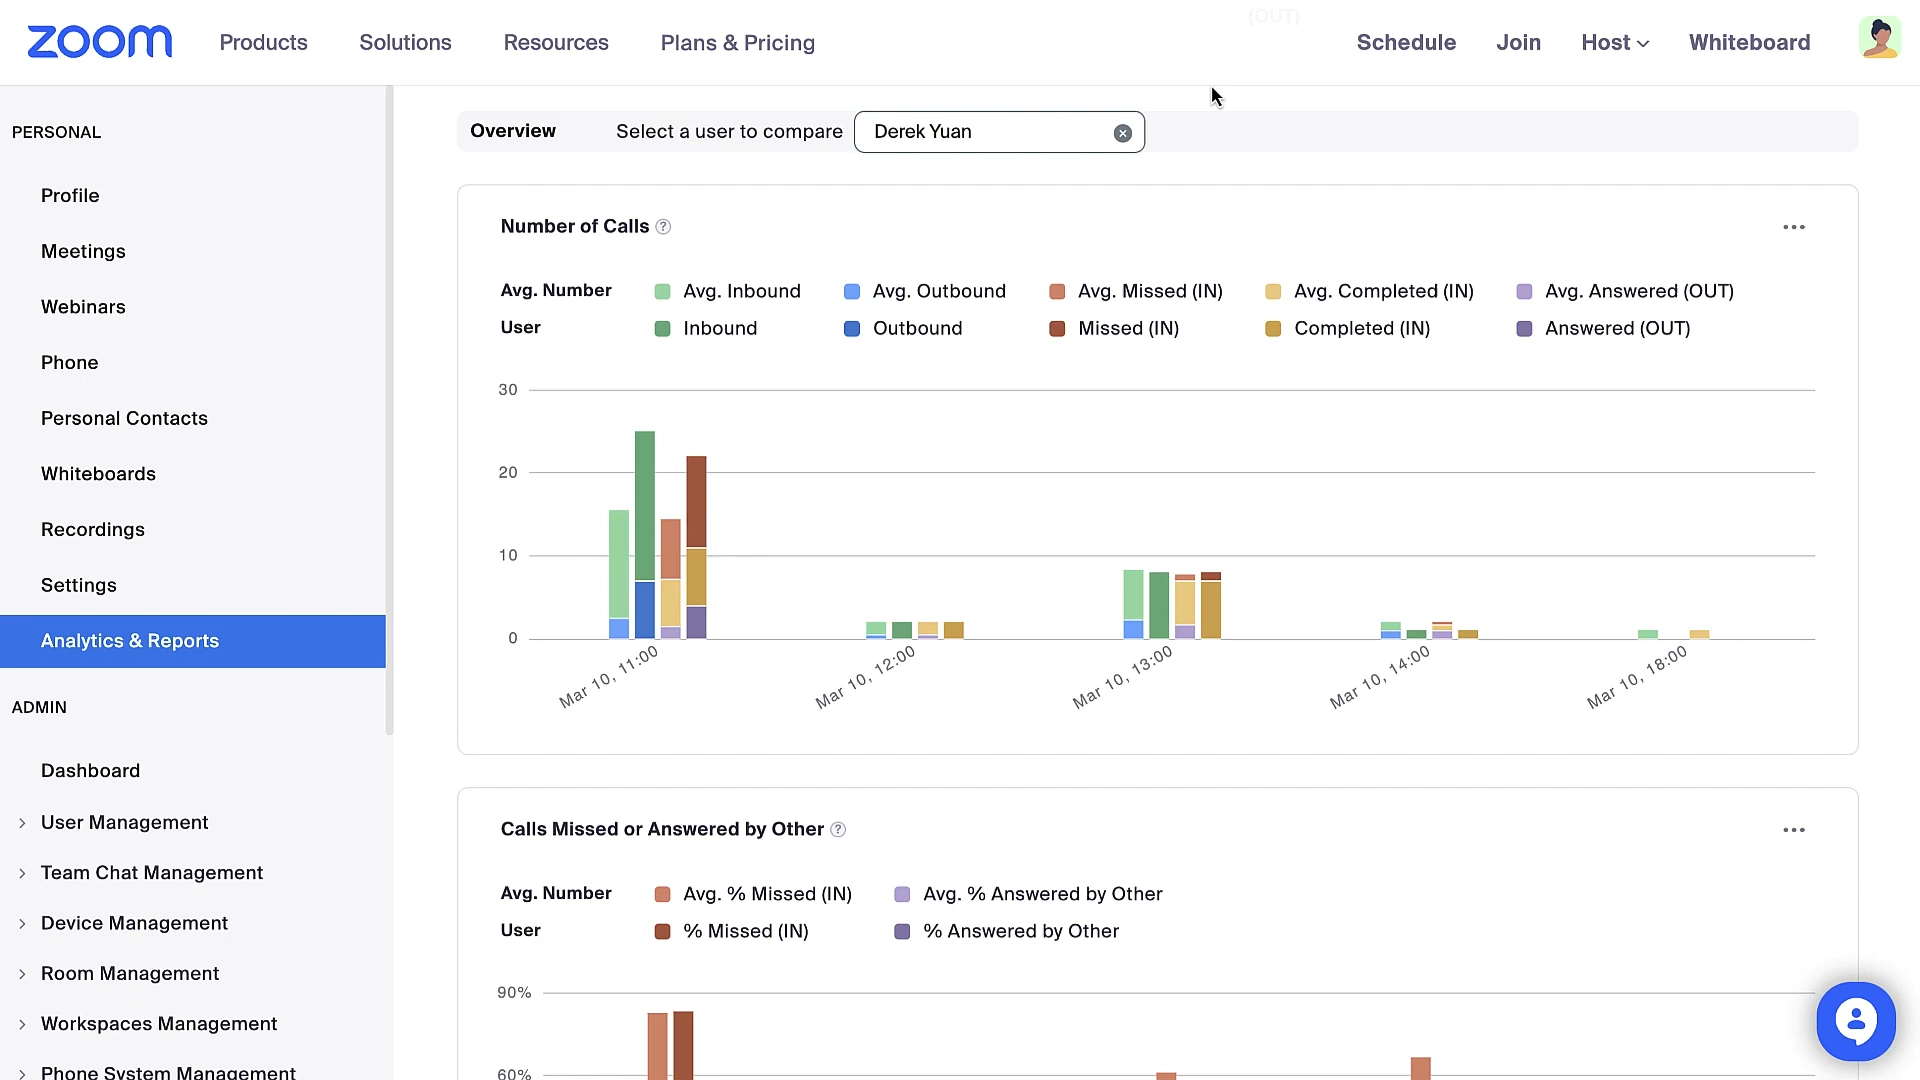 (OUT)
zoom
Products Solutions Resources Plans & Pricing Schedule Join Host Whiteboard
PERSONAL
Profile
Meetings
Webinars
Phone
Personal Contacts
Whiteboards
Recordings
Settings
Analytics & Reports
ADMIN
Dashboard
User Management
Team Chat Management
Device Management
Room Management
Workspaces Management
Phone System Management
Overview Select a user to compare Derek Yuan
Number of Calls ?
Avg. Number Avg. Inbound Avg. Outbound Avg. Missed (IN) Avg. Completed (IN) Avg. Answered (OUT)
User Inbound Outbound Missed (IN) Completed (IN) Answered (OUT)
30
20
10
0
Mar 10, 11:00 Mar 10, 12:00 Mar 10, 13:00 Mar 10, 14:00 Mar 10, 18:00
Calls Missed or Answered by Other ?
Avg. Number Avg. % Missed (IN) Avg. % Answered by Other
User % Missed (IN) % Answered by Other
90%
60%